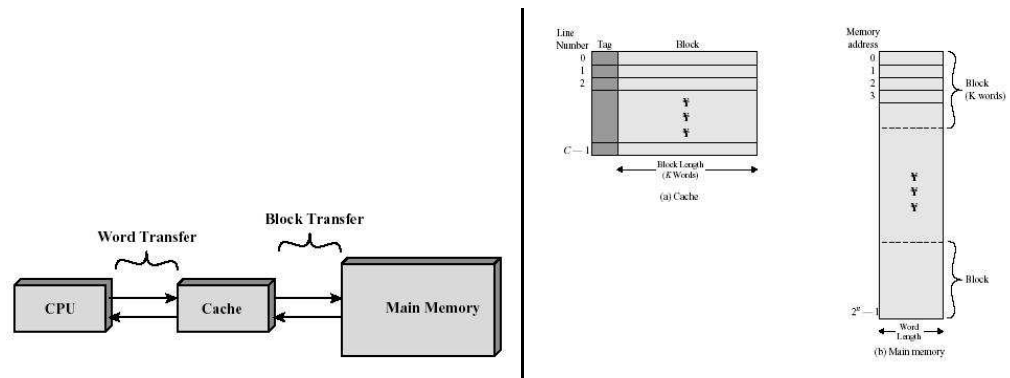 Block Transfer
Word Transfer
CPU
Cache
Main Memory
Line
Number Tag Block
0
1
2
¥
¥
¥
C — 1
Block Length
(K Words)
(a) Cache
Memory
address
0
1
2
3
Block
(K words)
¥
¥
¥
Block
2ⁿ — 1
Word
Length
(b) Main memory